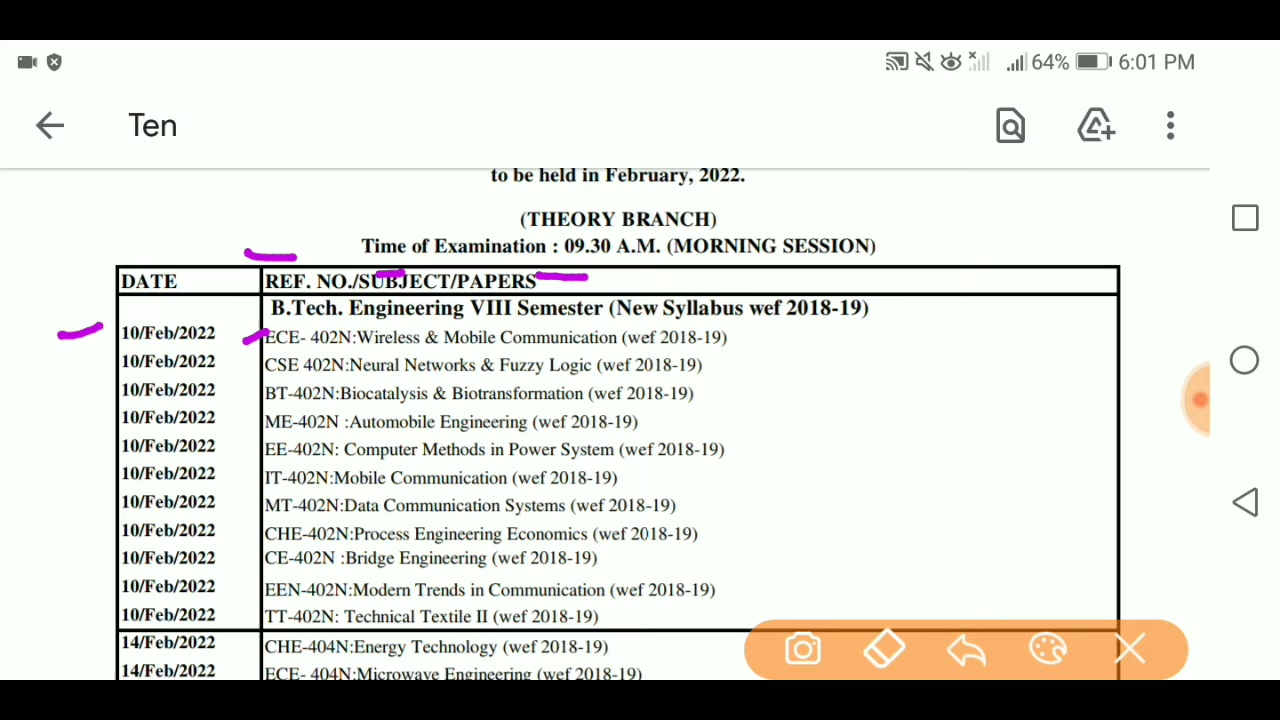 64% 6:01 PM
Ten
to be held in February, 2022.
(THEORY BRANCH)
Time of Examination : 09.30 A.M. (MORNING SESSION)
DATE REF. NO./SUBJECT/PAPERS
B.Tech. Engineering VIII Semester (New Syllabus wef 2018-19)
10/Feb/2022 ECE- 402N:Wireless & Mobile Communication (wef 2018-19)
10/Feb/2022 CSE 402N:Neural Networks & Fuzzy Logic (wef 2018-19)
10/Feb/2022 BT-402N:Biocatalysis & Biotransformation (wef 2018-19)
10/Feb/2022 ME-402N :Automobile Engineering (wef 2018-19)
10/Feb/2022 EE-402N: Computer Methods in Power System (wef 2018-19)
10/Feb/2022 IT-402N:Mobile Communication (wef 2018-19)
10/Feb/2022 MT-402N:Data Communication Systems (wef 2018-19)
10/Feb/2022 CHE-402N:Process Engineering Economics (wef 2018-19)
10/Feb/2022 CE-402N :Bridge Engineering (wef 2018-19)
10/Feb/2022 EEN-402N:Modern Trends in Communication (wef 2018-19)
10/Feb/2022 TT-402N: Technical Textile II (wef 2018-19)
14/Feb/2022 CHE-404N:Energy Technology (wef 2018-19)
14/Feb/2022 ECE- 404N:Microwave Engineering (wef 2018-19)